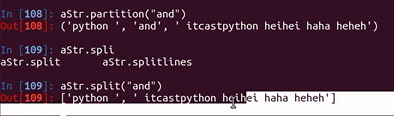 In [108]: aStr.partition("and")
Out[108]: ('python ', 'and', ' itcastpython heihei haha heheh')
In [109]: aStr.spli
aStr.split aStr.splitlines
In [109]: aStr.split("and")
Out[109]: ['python ', ' itcastpython heihei haha heheh']